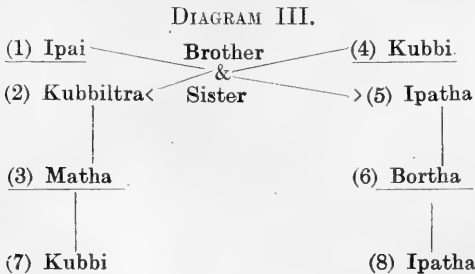 DIAGRAM III.
(1) Ipai Brother (4) Kubbi.
&
(2) Kubbiltra< Sister >(5) Ipatha
(3) Matha (6) Bortha
(7) Kubbi (8) Ipatha